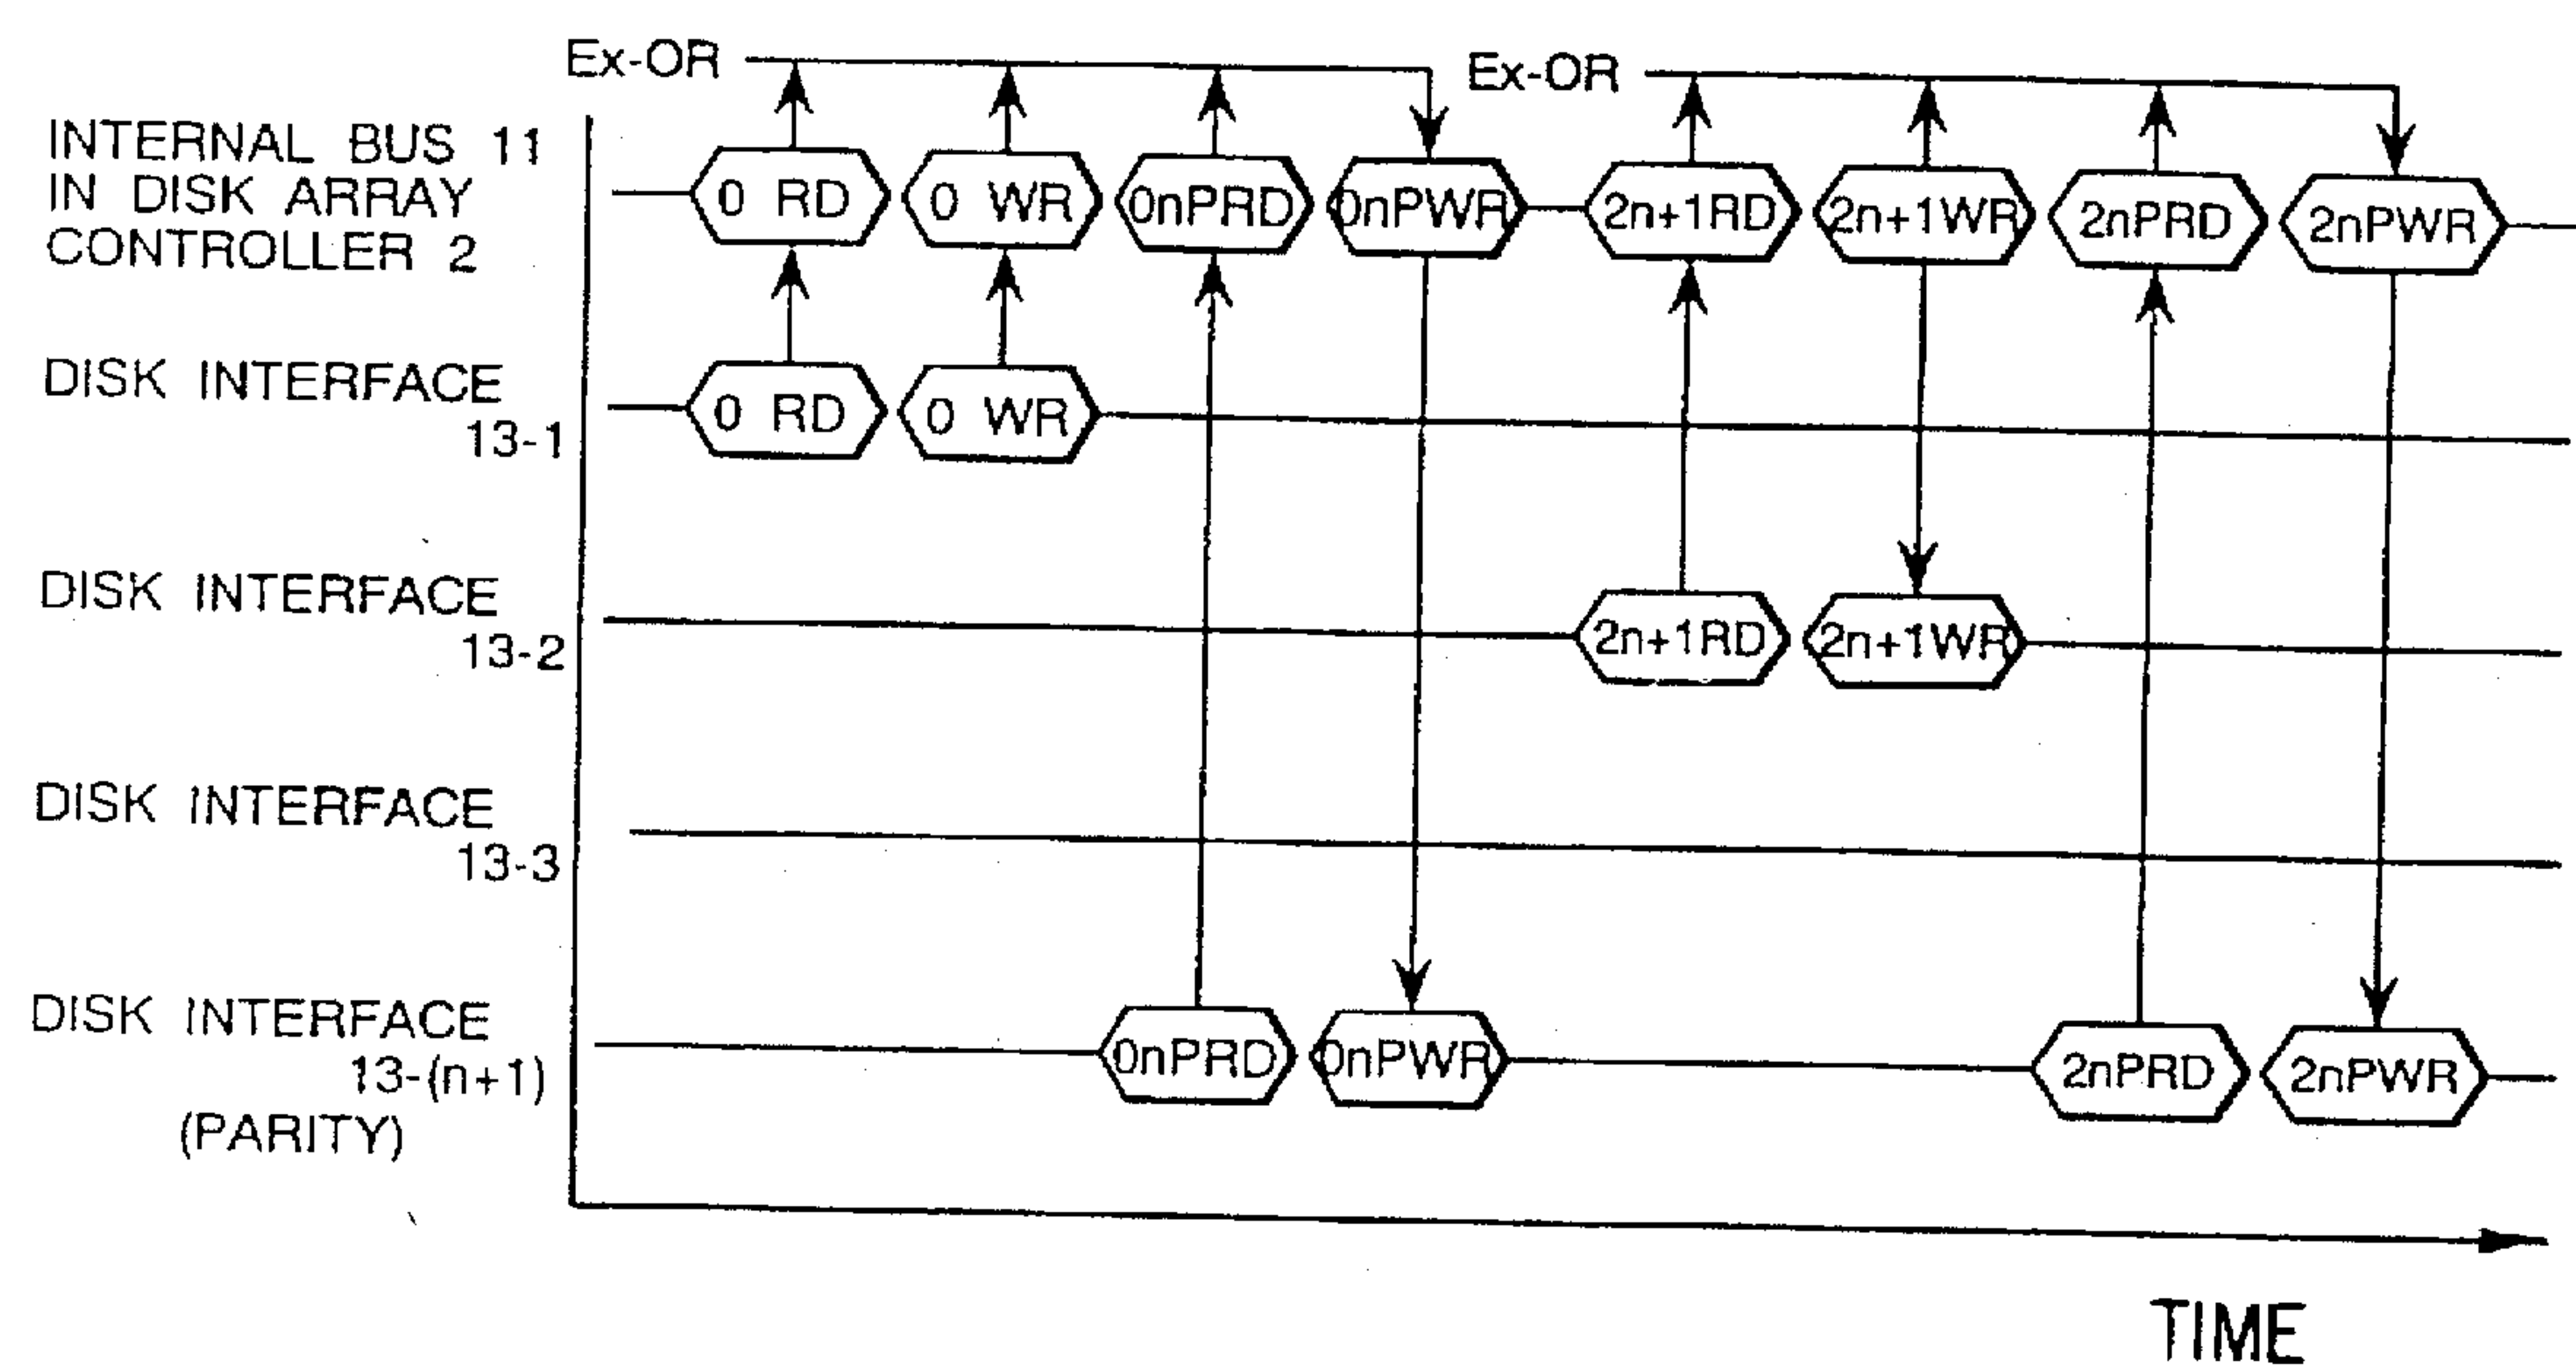 Ex-OR
Ex-OR
INTERNAL BUS 11
IN DISK ARRAY
CONTROLLER 2
0 RD
0 WR
0nPRD
0nPWR
2n+1RD
2n+1WR
2nPRD
2nPWR
DISK INTERFACE
13-1
0 RD
0 WR
DISK INTERFACE
13-2
2n+1RD
2n+1WR
DISK INTERFACE
13-3
DISK INTERFACE
13-(n+1)
(PARITY)
0nPRD
0nPWR
2nPRD
2nPWR
TIME